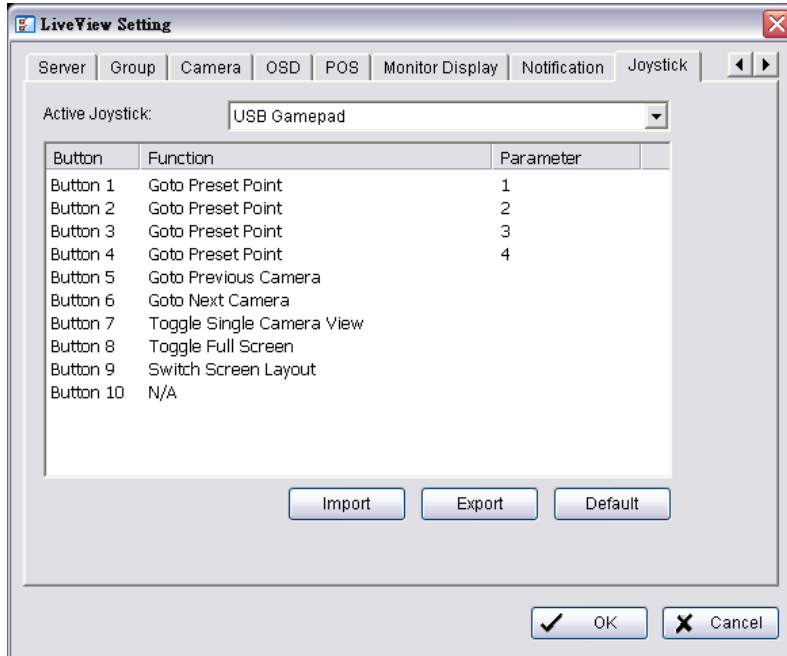 LiveView Setting
Server Group Camera OSD POS Monitor Display Notification Joystick
Active Joystick: USB Gamepad
Button Function Parameter
Button 1 Goto Preset Point 1
Button 2 Goto Preset Point 2
Button 3 Goto Preset Point 3
Button 4 Goto Preset Point 4
Button 5 Goto Previous Camera
Button 6 Goto Next Camera
Button 7 Toggle Single Camera View
Button 8 Toggle Full Screen
Button 9 Switch Screen Layout
Button 10 N/A
Import Export Default
OK Cancel